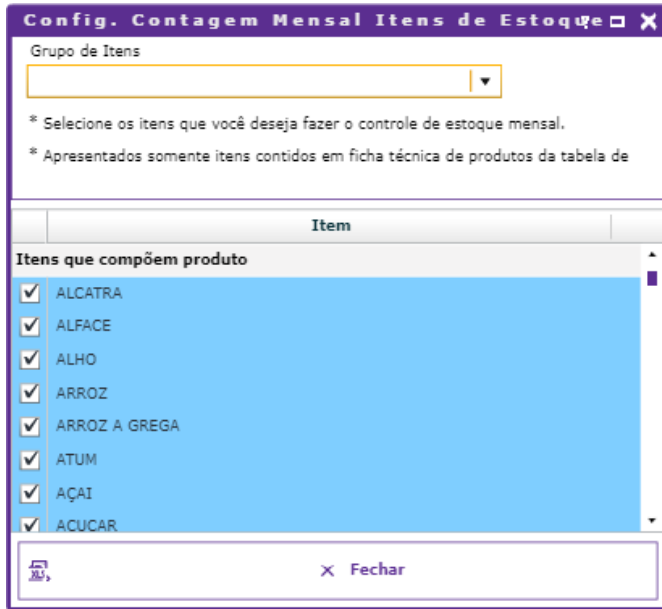 Config. Contagem Mensal Itens de Estoque
Grupo de Itens
* Selecione os itens que você deseja fazer o controle de estoque mensal.
* Apresentados somente itens contidos em ficha técnica de produtos da tabela de
Item
Itens que compõem produto
ALCATRA
ALFACE
ALHO
ARROZ
ARROZ A GREGA
ATUM
AÇAI
ACUCAR
XLS
Fechar